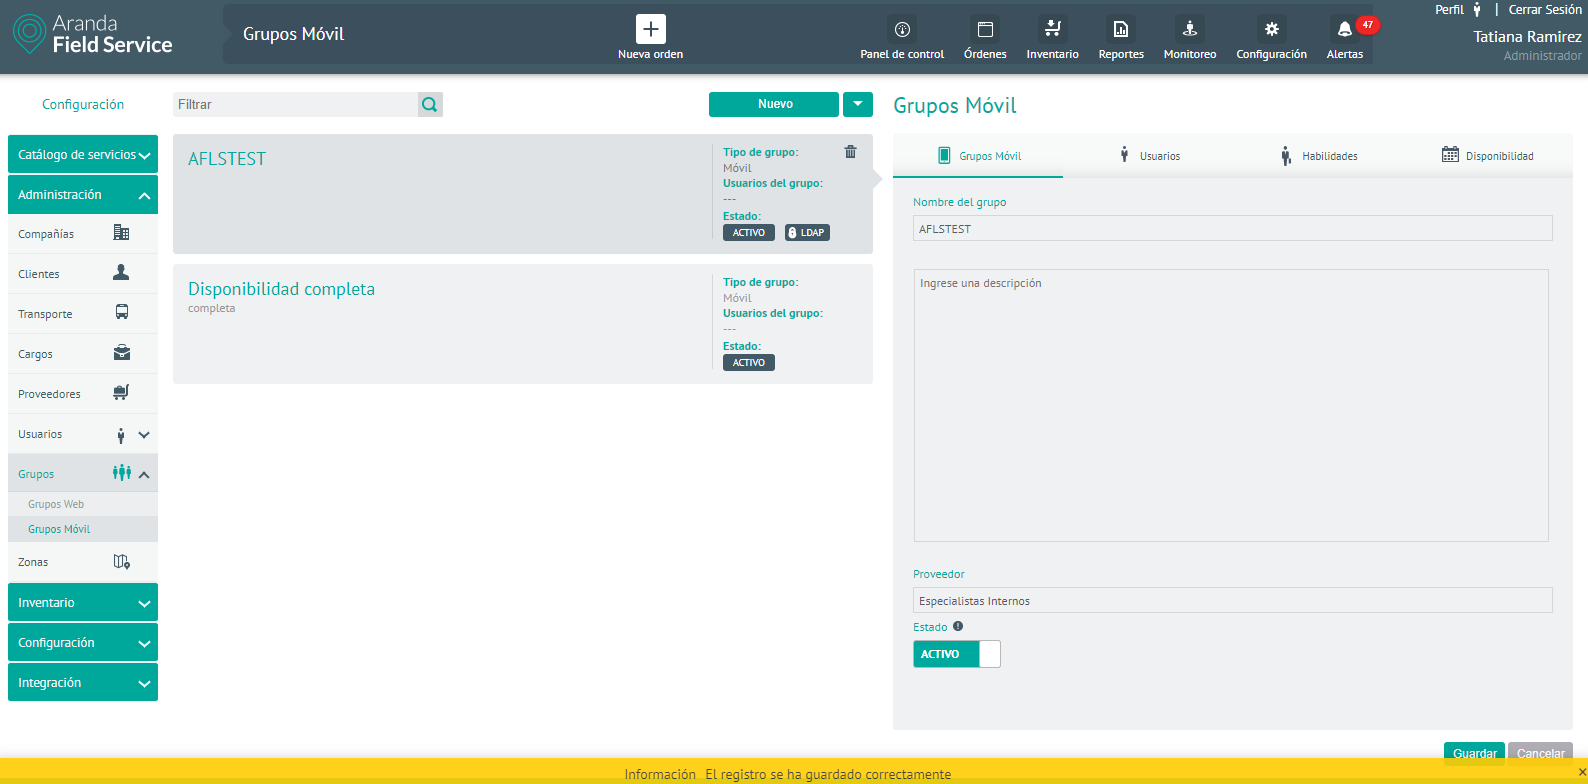 Aranda
Field Service
Grupos Móvil
Nueva orden
Panel de control
Órdenes
Inventario
Reportes
Monitoreo
Configuración
Alertas
47
Perfil | Cerrar Sesión
Tatiana Ramirez
Administrador
Configuración
Catálogo de servicios
Administración
Compañías
Clientes
Transporte
Cargos
Proveedores
Usuarios
Grupos
Grupos Web
Grupos Móvil
Zonas
Inventario
Configuración
Integración
Filtrar
Nuevo
AFLSTEST
Tipo de grupo:
Móvil
Usuarios del grupo:
---
Estado:
ACTIVO LDAP
Disponibilidad completa
completa
Tipo de grupo:
Móvil
Usuarios del grupo:
---
Estado:
ACTIVO
Grupos Móvil
Grupos Móvil
Usuarios
Habilidades
Disponibilidad
Nombre del grupo
AFLSTEST
Ingrese una descripción
Proveedor
Especialistas Internos
Estado
ACTIVO
Guardar Cancelar
Información El registro se ha guardado correctamente